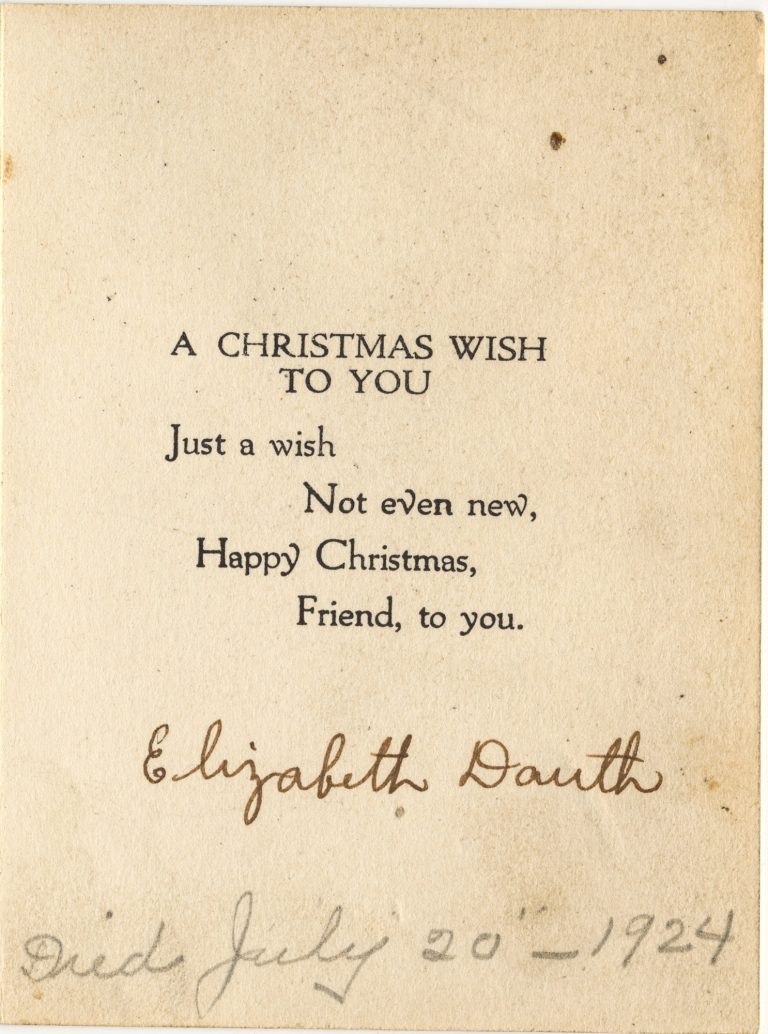 A CHRISTMAS WISH
TO YOU
Just a wish
Not even new,
Happy Christmas,
Friend, to you.
Elizabeth Dauth
Died July 20" - 1924